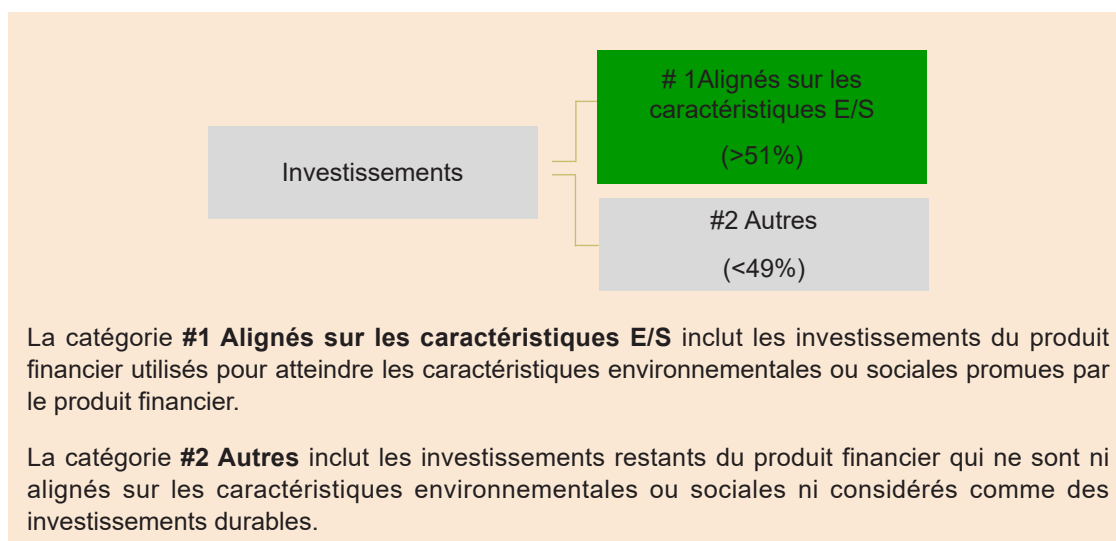 # 1Alignés sur les
caractéristiques E/S
(>51%)
Investissements
#2 Autres
(<49%)
La catégorie #1 Alignés sur les caractéristiques E/S inclut les investissements du produit
financier utilisés pour atteindre les caractéristiques environnementales ou sociales promues par
le produit financier.
La catégorie #2 Autres inclut les investissements restants du produit financier qui ne sont ni
alignés sur les caractéristiques environnementales ou sociales ni considérés comme des
investissements durables.